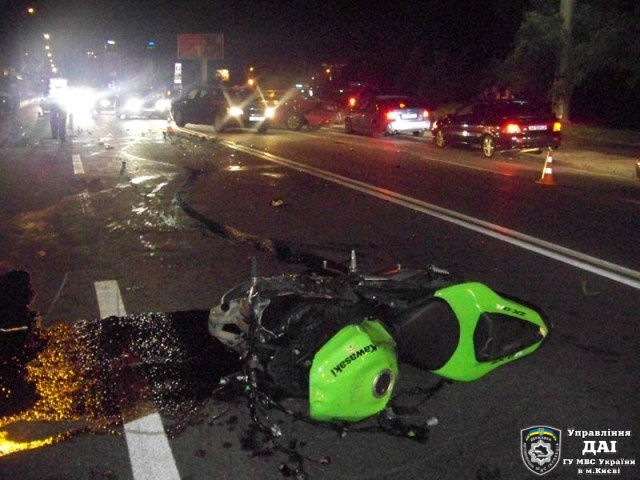 Kawasaki
Управління
ДАІ
ГУ МВС України
в м.Києві